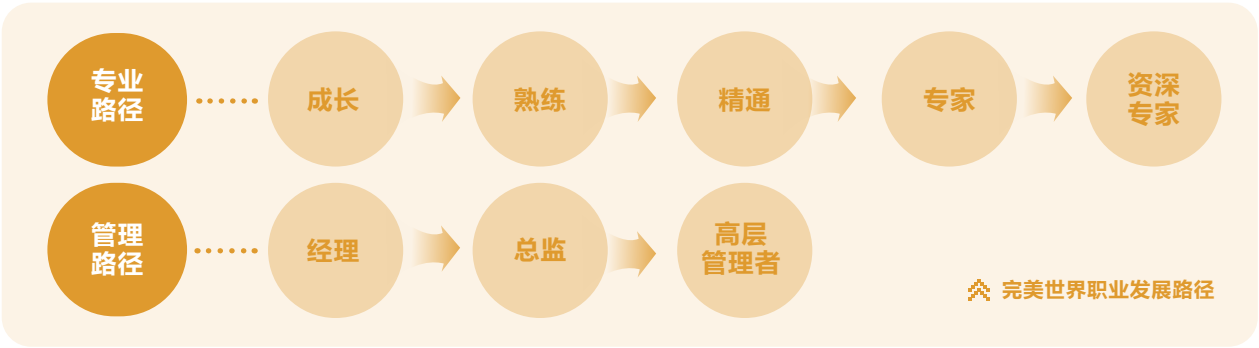 专业
路径
成长
熟练
精通
专家
资深
专家
管理
路径
经理
总监
高层
管理者
完美世界职业发展路径